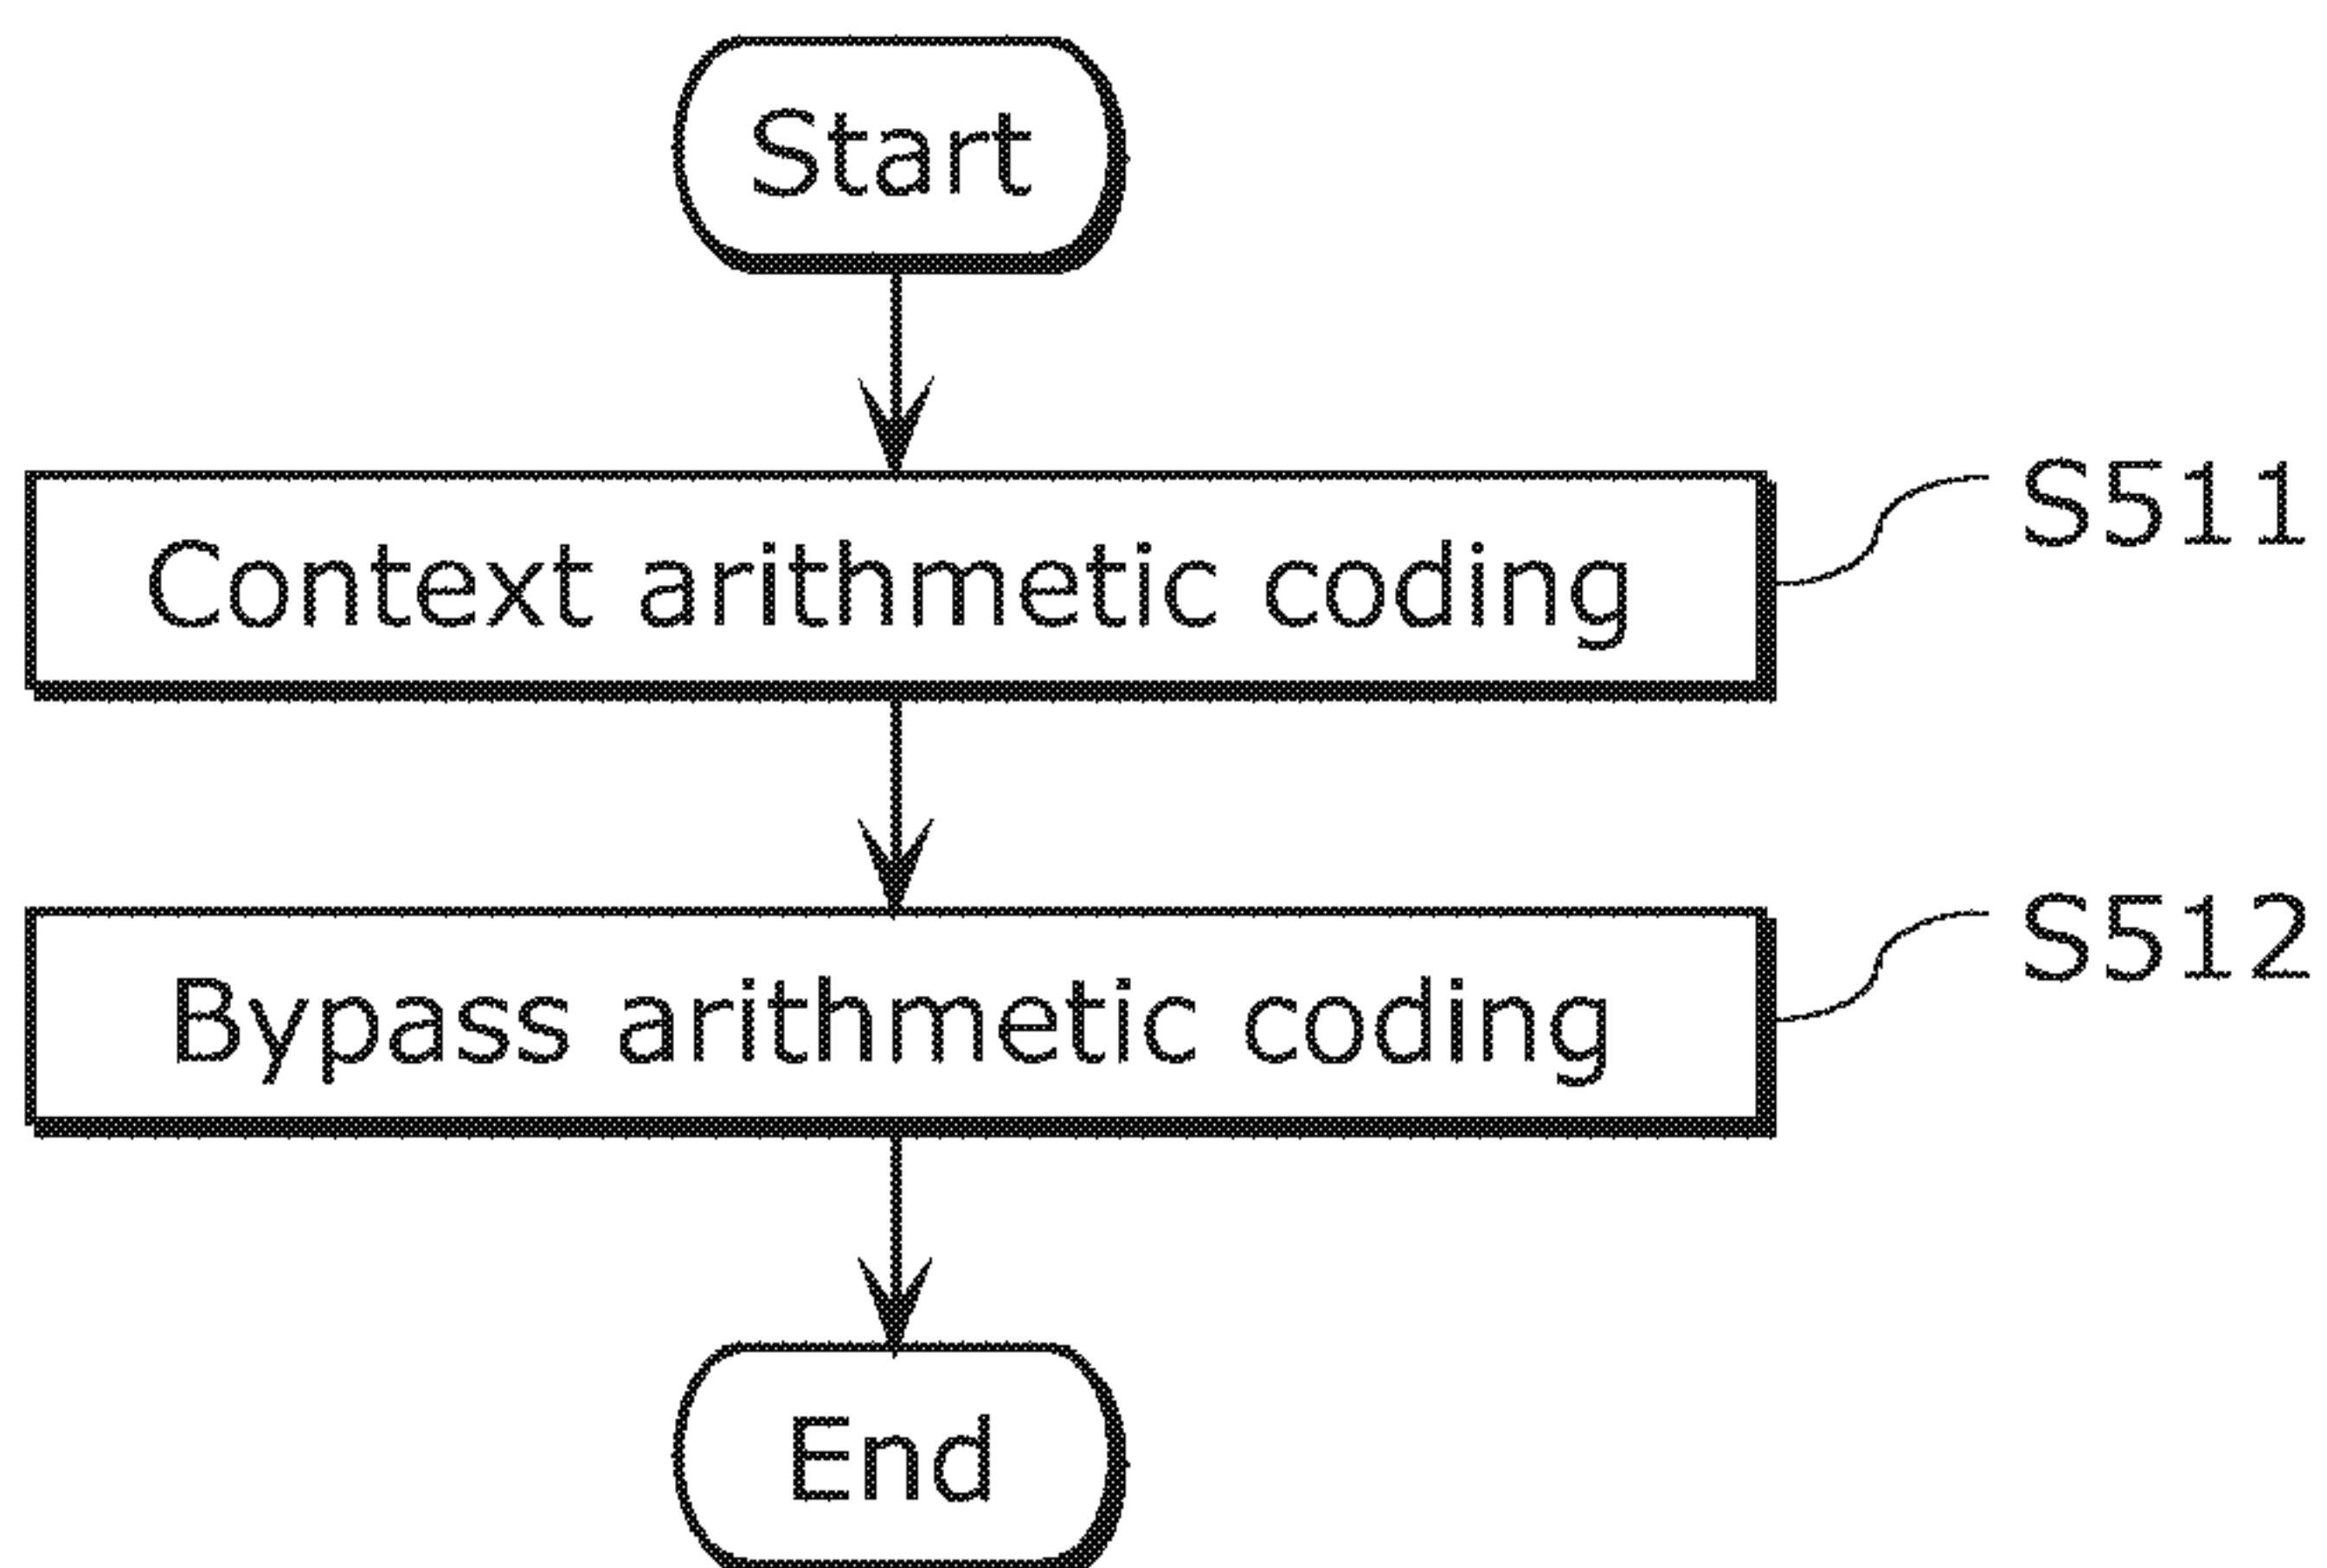 Start
Context arithmetic coding
S511
Bypass arithmetic coding
S512
End